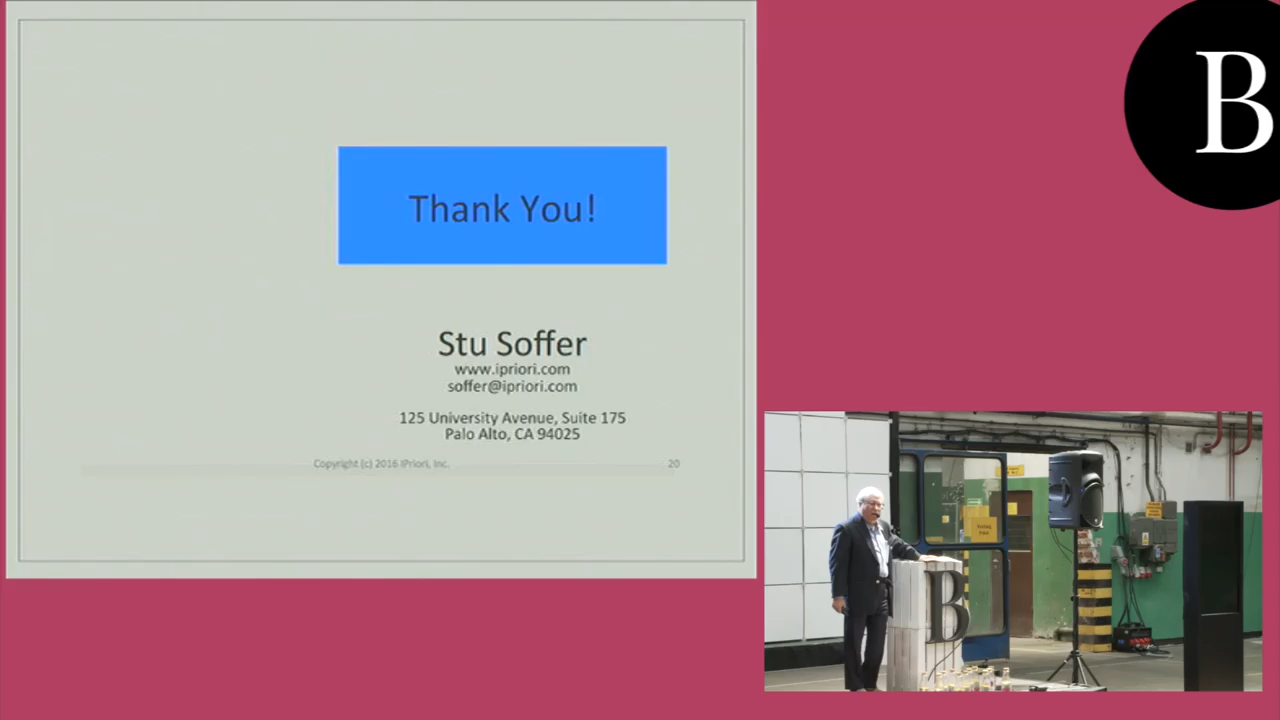 B
Thank You!
Stu Soffer
www.ipriori.com
soffer@ipriori.com
125 University Avenue, Suite 175
Palo Alto, CA 94025
Copyright (c) 2016 IPriori, Inc.
20
B